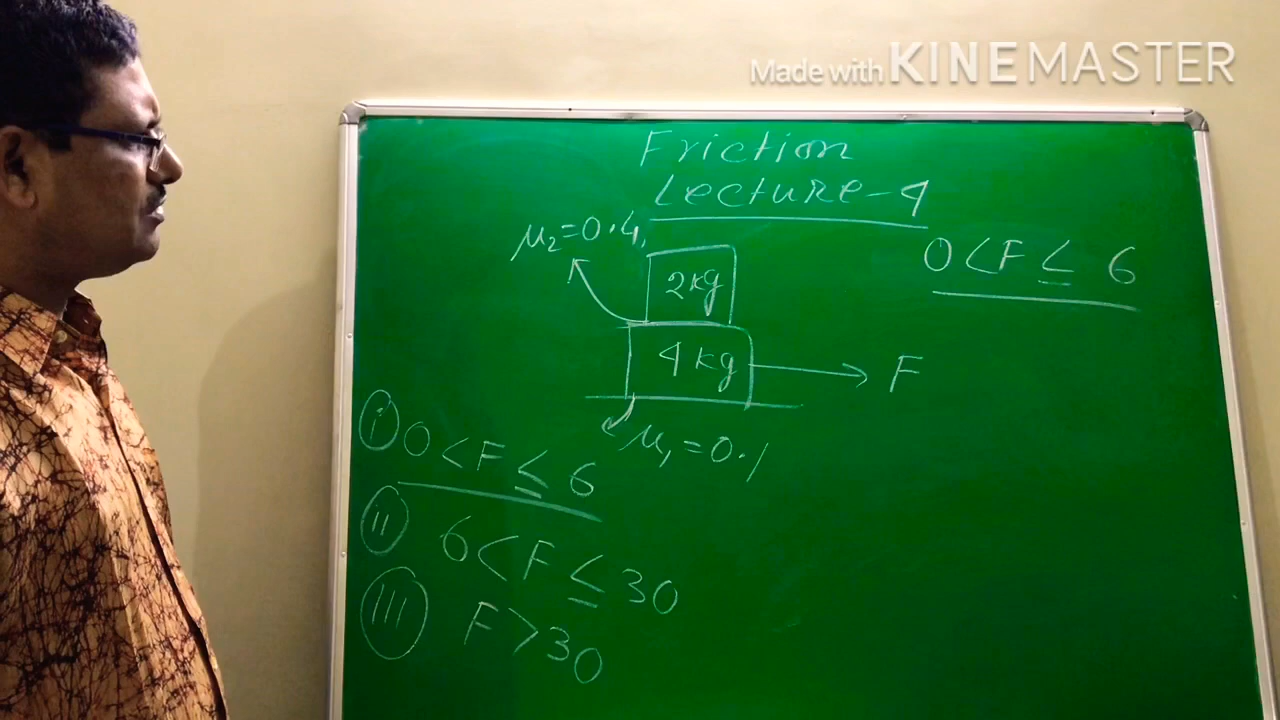 Made with KINEMASTER
Friction
Lecture-4
μ₂=0.4
0<F≤6
2kg
4kg
F
μ₁=0.1
i 0<F≤6
ii 6<F≤30
iii F>30